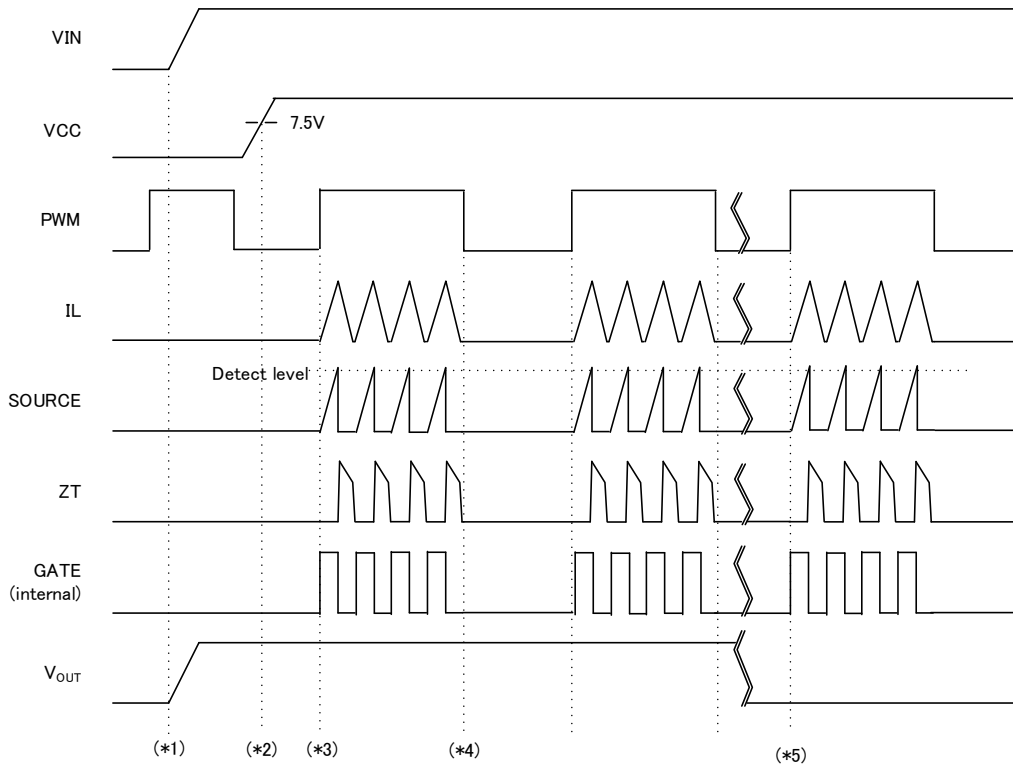 VIN
VCC
7.5V
PWM
IL
Detect level
SOURCE
ZT
GATE
(internal)
VOUT
(*1)
(*2)
(*3)
(*4)
(*5)